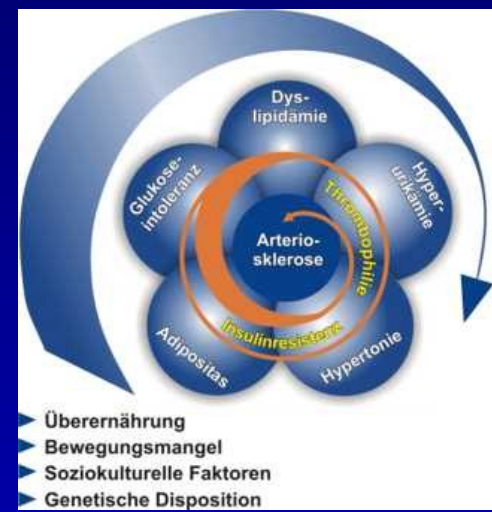 Dys-
lipidämie
Glukose-
intoleranz
Hyper-
urikämie
Thrombophilie
Arterio-
sklerose
Insulinresistenz
Adipositas
Hypertonie
Überernährung
Bewegungsmangel
Soziokulturelle Faktoren
Genetische Disposition